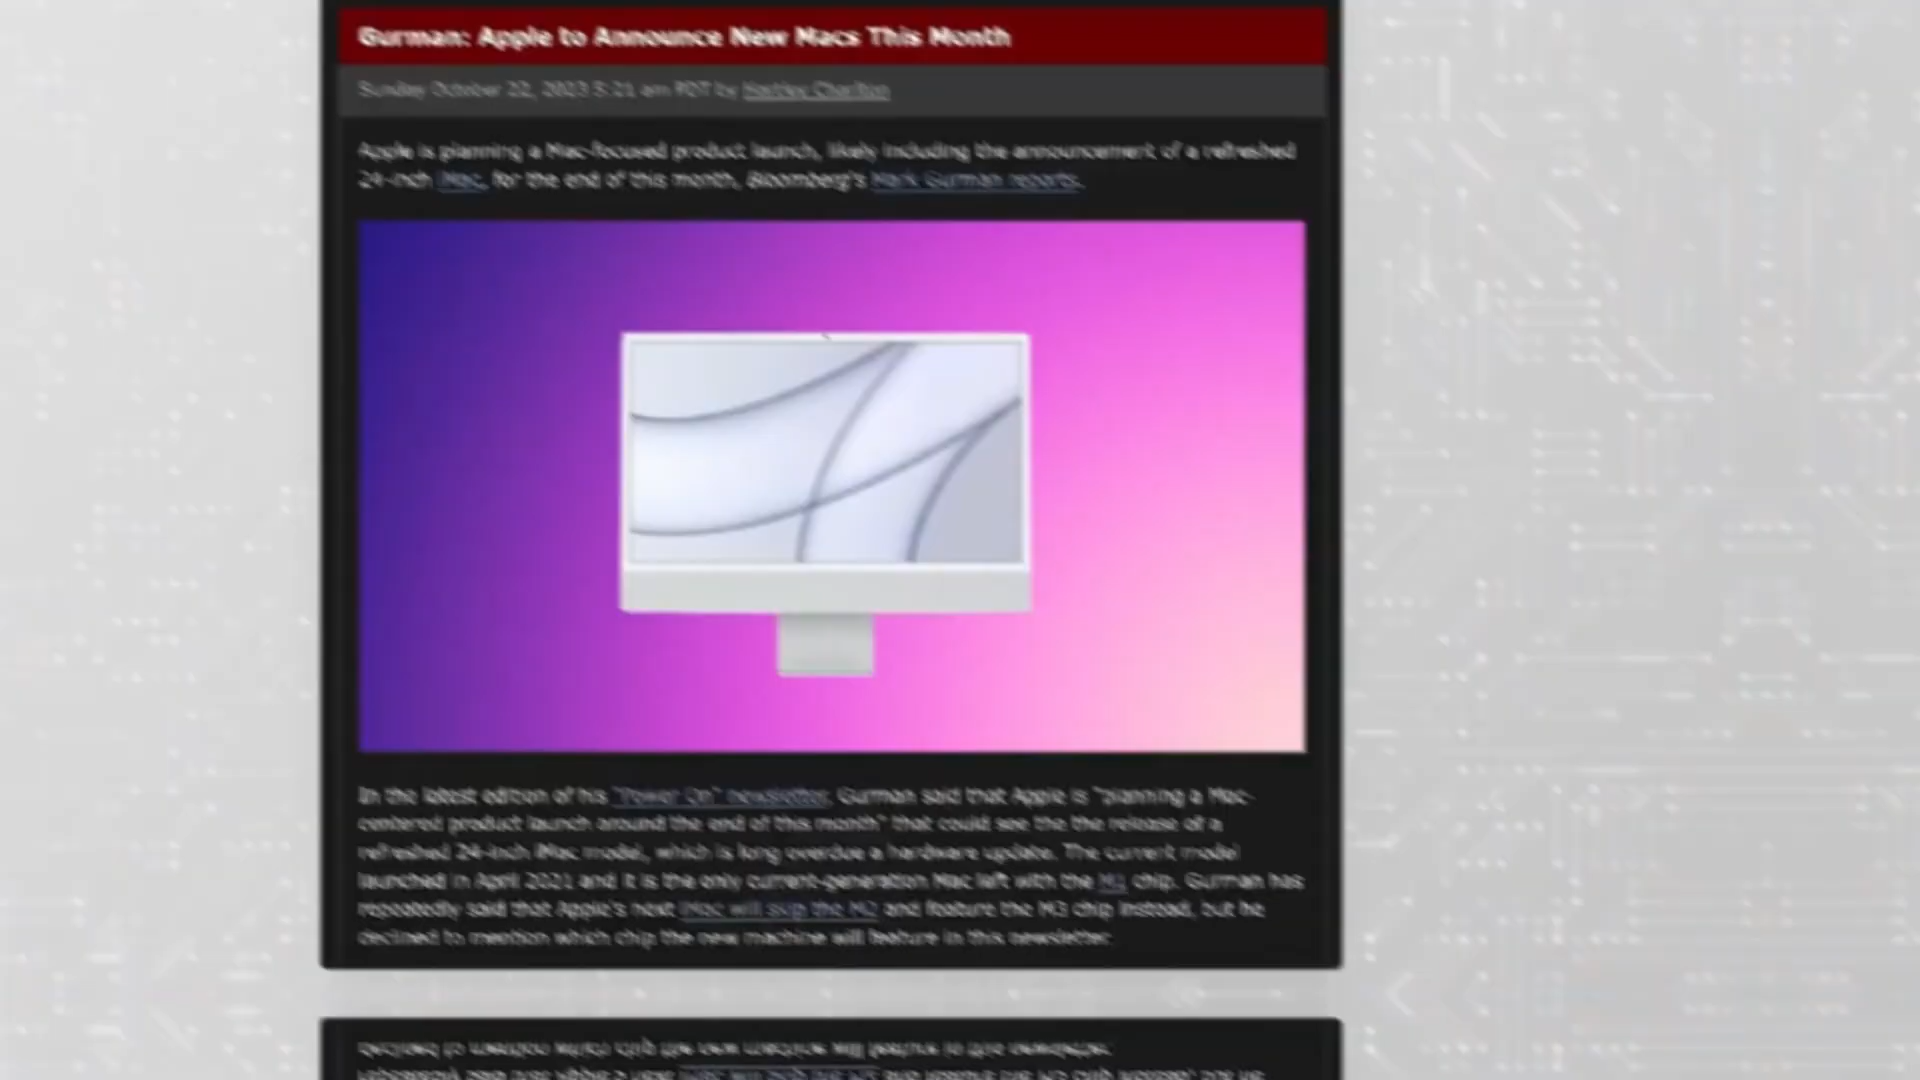 Gurman: Apple to Announce New Macs This Month
Sunday October 22, 2023 5:21 am PDT by Hartley Charlton
Apple is planning a Mac-focused product launch, likely including the announcement of a refreshed
24-inch iMac, for the end of this month, Bloomberg's Mark Gurman reports.
In the latest edition of his "Power On" newsletter, Gurman said that Apple is "planning a Mac-
centered product launch around the end of this month" that could see the the release of a
refreshed 24-inch iMac model, which is long overdue a hardware update. The current model
launched in April 2021 and it is the only current-generation Mac left with the M1 chip. Gurman has
repeatedly said that Apple's next iMac will skip the M2 and feature the M3 chip instead, but he
declined to mention which chip the new machine will feature in this newsletter.